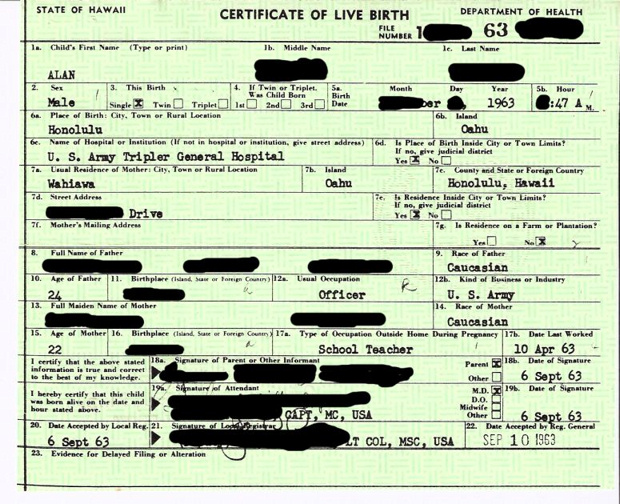 STATE OF HAWAII CERTIFICATE OF LIVE BIRTH DEPARTMENT OF HEALTH
FILE NUMBER 1 63
1a. Child's First Name (Type or print) 1b. Middle Name 1c. Last Name
ALAN
2. Sex 3. This Birth 4. If Twin or Triplet, Was Child Born 5a. Birth Date Month Day Year 5b. Hour
Male Single X Twin Triplet 1st 2nd 3rd ber 1963 :47 A M.
6a. Place of Birth: City, Town or Rural Location 6b. Island
Honolulu Oahu
6c. Name of Hospital or Institution (If not in hospital or institution, give street address) 6d. Is Place of Birth Inside City or Town Limits? If no, give judicial district
U. S. Army Tripler General Hospital Yes X No
7a. Usual Residence of Mother: City, Town or Rural Location 7b. Island 7c. County and State or Foreign Country
Wahiawa Oahu Honolulu, Hawaii
7d. Street Address 7e. Is Residence Inside City or Town Limits? If no, give judicial district
Drive Yes X No
7f. Mother's Mailing Address 7g. Is Residence on a Farm or Plantation?
Yes No X
8. Full Name of Father 9. Race of Father
Caucasian
10. Age of Father 11. Birthplace (Island, State or Foreign Country) 12a. Usual Occupation 12b. Kind of Business or Industry
24 Officer R U. S. Army
13. Full Maiden Name of Mother 14. Race of Mother
Caucasian
15. Age of Mother 16. Birthplace (Island, State or Foreign Country) 17a. Type of Occupation Outside Home During Pregnancy 17b. Date Last Worked
22 School Teacher 10 Apr 63
I certify that the above stated information is true and correct to the best of my knowledge. 18a. Signature of Parent or Other Informant Parent X Other 18b. Date of Signature
6 Sept 63
I hereby certify that this child was born alive on the date and hour stated above. 19a. Signature of Attendant M.D. X D.O. Midwife Other 19b. Date of Signature
CAPT, MC, USA 6 Sept 63
20. Date Accepted by Local Reg. 21. Signature of Local Registrar 22. Date Accepted by Reg. General
6 Sept 63 LT COL, MSC, USA SEP 10 1963
23. Evidence for Delayed Filing or Alteration